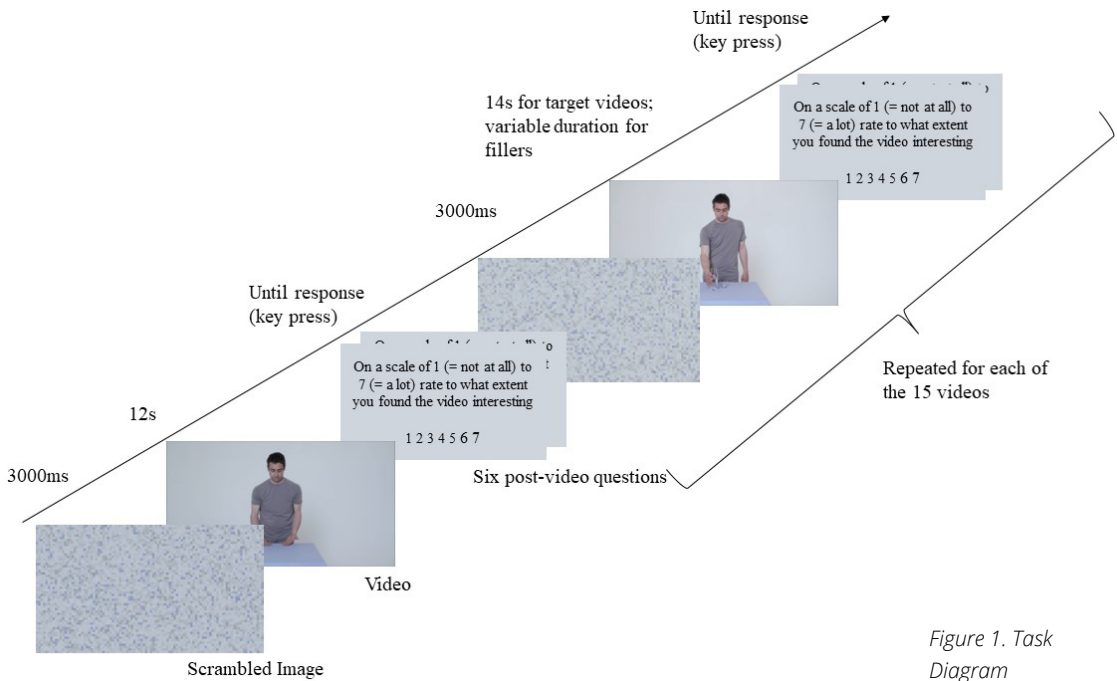 Until response
(key press)
14s for target videos;
variable duration for
fillers
On a scale of 1 (= not at all) to
7 (= a lot) rate to what extent
you found the video interesting
1 2 3 4 5 6 7
3000ms
Until response
(key press)
Repeated for each of
the 15 videos
On a scale of 1 (= not at all) to
7 (= a lot) rate to what extent
you found the video interesting
1 2 3 4 5 6 7
12s
3000ms
Six post-video questions
Video
Scrambled Image
Figure 1. Task
Diagram